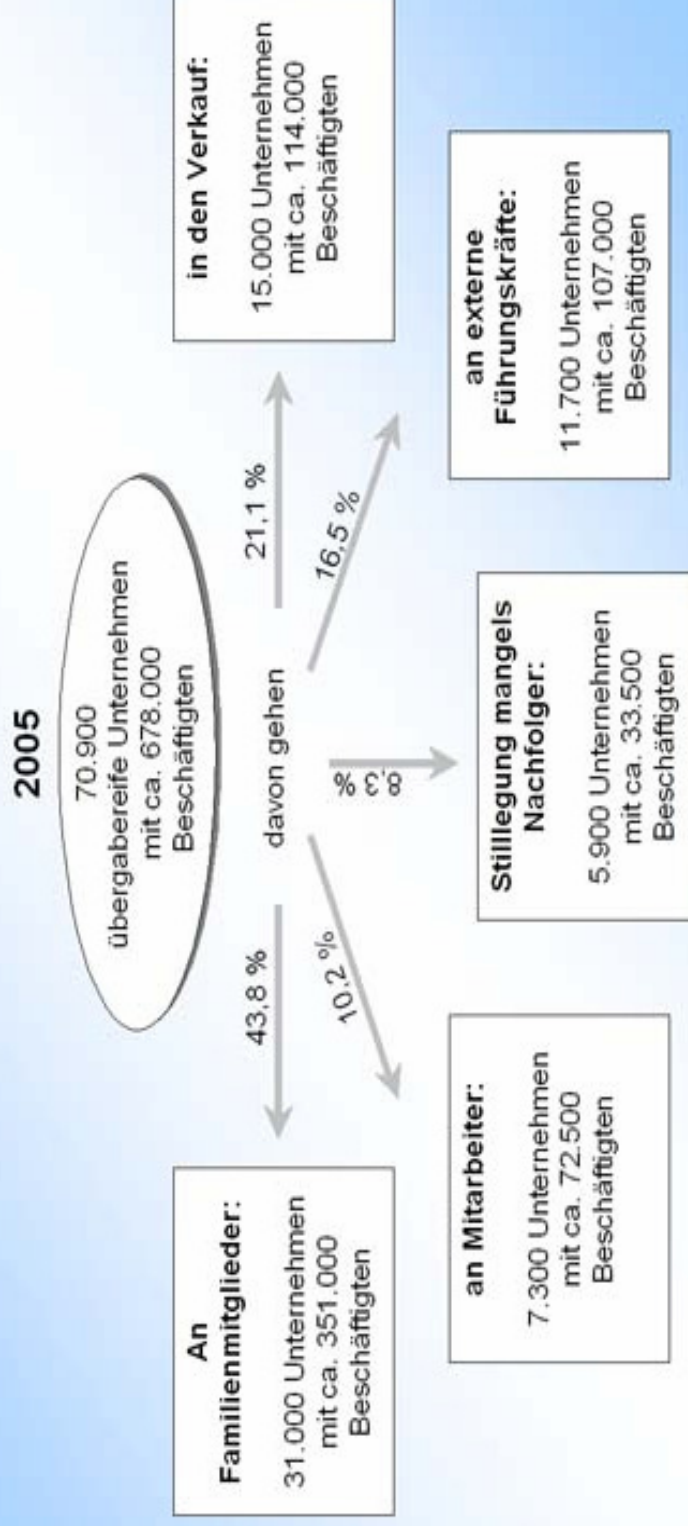 2005
70.900
übergabereife Unternehmen
mit ca. 678.000
Beschäftigten
davon gehen
43,8 %
10,2 %
8,3 %
16,5 %
21,1 %
An
Familienmitglieder:
31.000 Unternehmen
mit ca. 351.000
Beschäftigten
an Mitarbeiter:
7.300 Unternehmen
mit ca. 72.500
Beschäftigten
Stilllegung mangels
Nachfolger:
5.900 Unternehmen
mit ca. 33.500
Beschäftigten
an externe
Führungskräfte:
11.700 Unternehmen
mit ca. 107.000
Beschäftigten
in den Verkauf:
15.000 Unternehmen
mit ca. 114.000
Beschäftigten